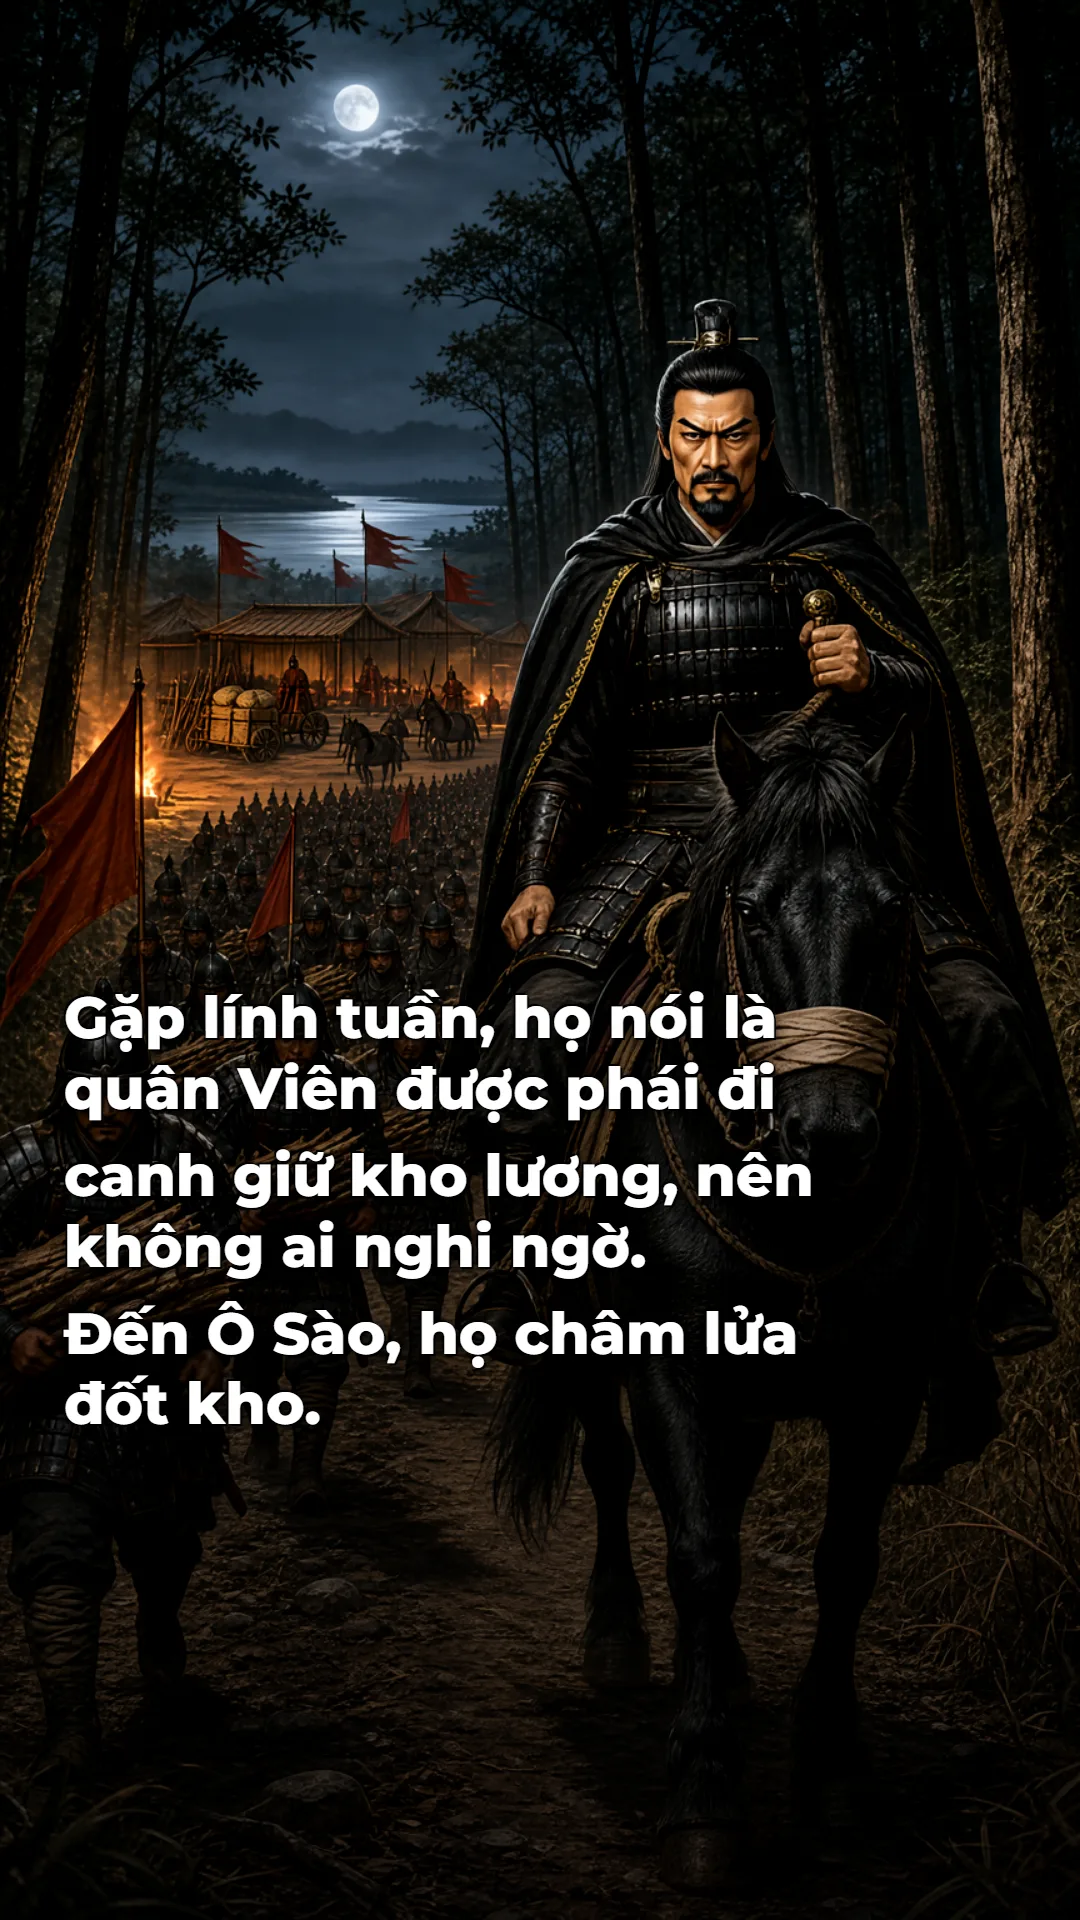 Gặp lính tuần, họ nói là
quân Viên được phái đi
canh giữ kho lương, nên
không ai nghi ngờ.
Đến Ô Sào, họ châm lửa
đốt kho.